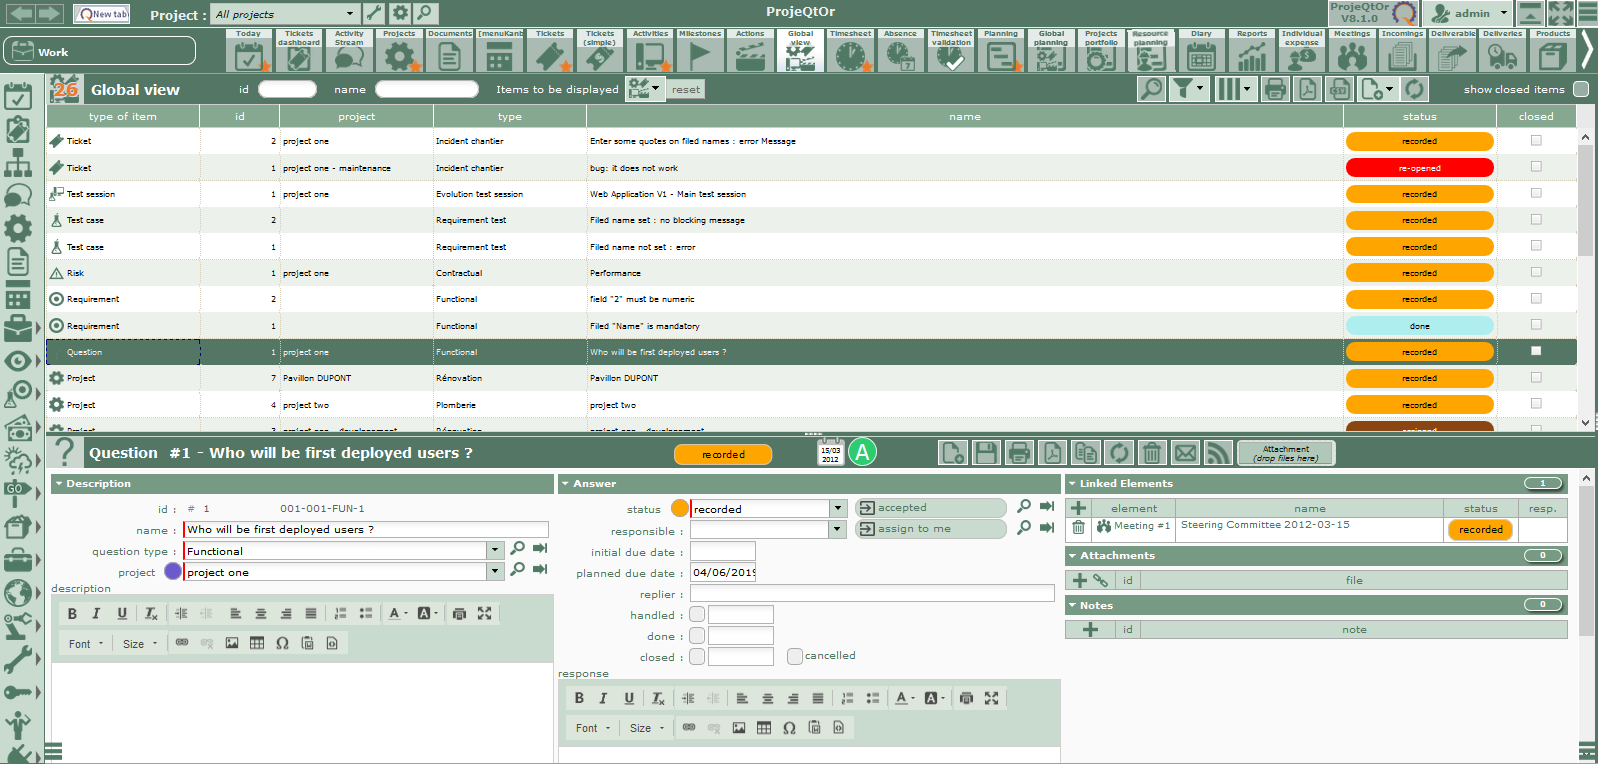 New tab
Project : All projects
ProjeQtOr
ProjeQtOr
V8.1.0
admin
Work
Today
Tickets dashboard
Activity Stream
Projects
Documents
[menuKanb
Tickets
Tickets (simple)
Activities
Milestones
Actions
Global view
Timesheet
Absence
Timesheet validation
Planning
Global planning
Projects portfolio
Resource planning
Diary
Reports
Individual expense
Meetings
Incomings
Deliverable
Deliveries
Products
26 Global view id name Items to be displayed reset show closed items
type of item id project type name status closed
Ticket 2 project one Incident chantier Enter some quotes on filed names : error Message recorded
Ticket 1 project one - maintenance Incident chantier bug: it does not work re-opened
Test session 1 project one Evolution test session Web Application V1 - Main test session recorded
Test case 2 Requirement test Filed name set : no blocking message recorded
Test case 1 Requirement test Filed name not set : error recorded
Risk 1 project one Contractual Performance recorded
Requirement 2 Functional field "2" must be numeric recorded
Requirement 1 Functional Filed "Name" is mandatory done
Question 1 project one Functional Who will be first deployed users ? recorded
Project 7 Pavillon DUPONT Rénovation Pavillon DUPONT recorded
Project 4 project two Plomberie project two recorded
Question #1 - Who will be first deployed users ? recorded 15/03 2012 A Attachment
(drop files here)
Description
id : # 1 001-001-FUN-1
name : Who will be first deployed users ?
question type : Functional
project project one
description
B I U
Font Size
Answer
status recorded accepted
responsible : assign to me
initial due date :
planned due date : 04/06/2019
replier :
handled :
done :
closed : cancelled
response
B I U
Font Size
Linked Elements 1
element name status resp.
Meeting #1 Steering Committee 2012-03-15 recorded
Attachments 0
id file
Notes 0
id note